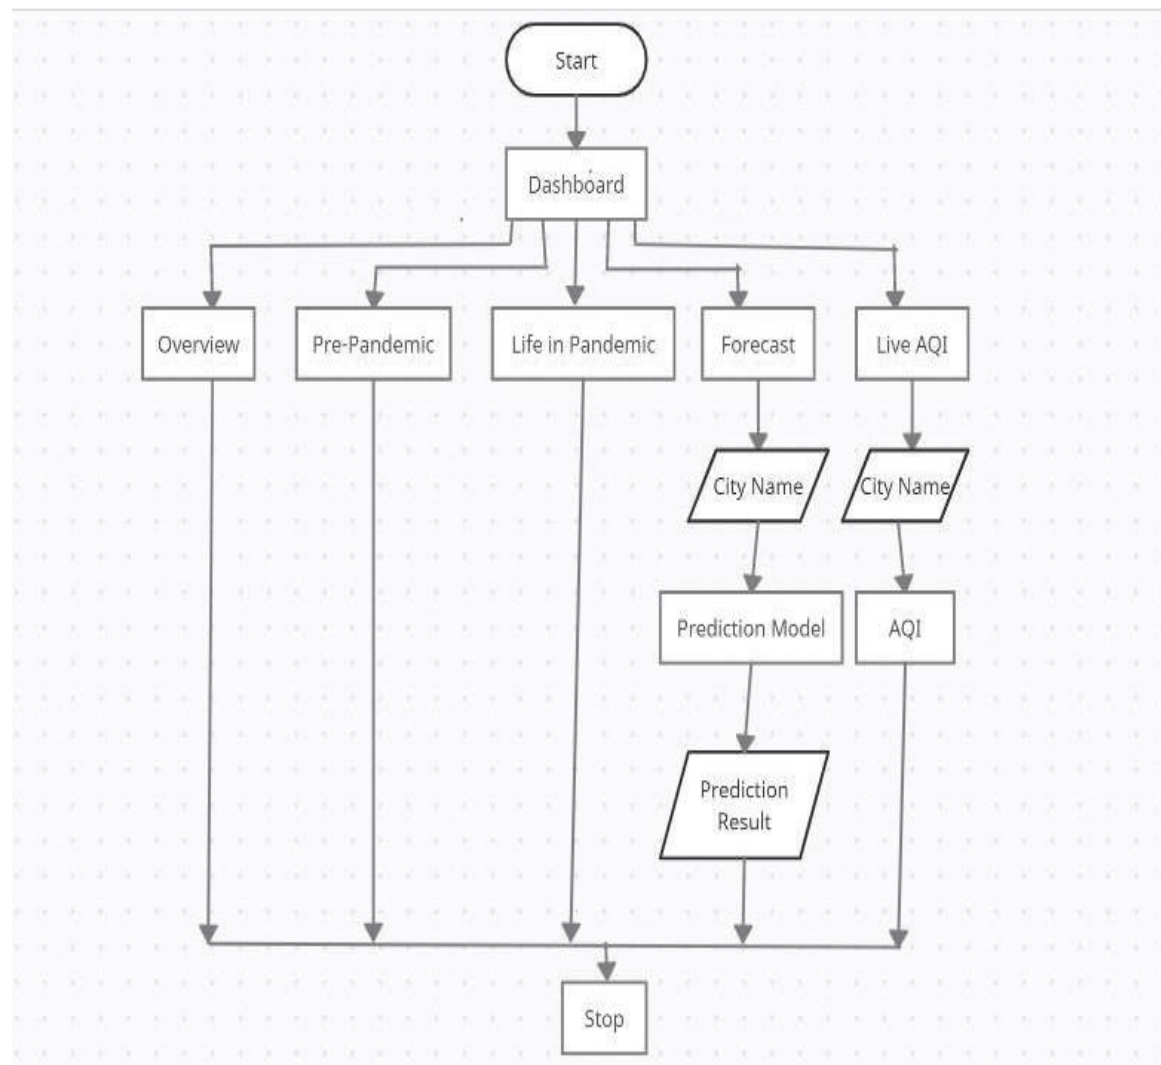 Start
Dashboard
Overview
Pre-Pandemic
Life in Pandemic
Forecast
Live AQI
City Name
City Name
Prediction Model
AQI
Prediction
Result
Stop